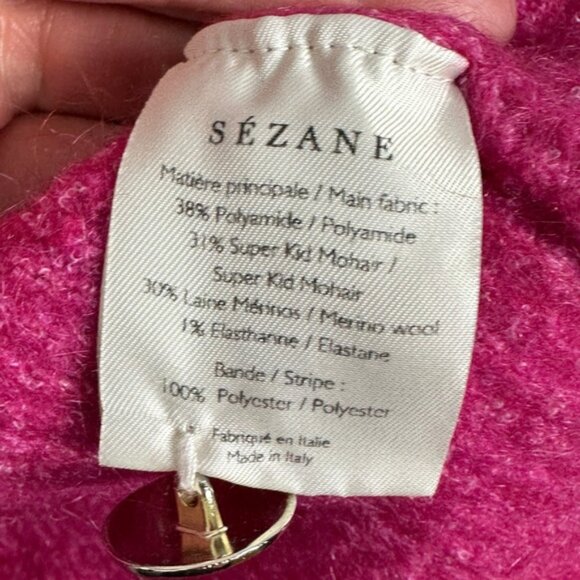 SÉZANE
Matière principale / Main fabric :
38% Polyamide / Polyamide
31% Super Kid Mohair /
Super Kid Mohair
30% Laine Mérinos / Merino wool
1% Elasthanne / Elastane
Bande / Stripe :
100% Polyester / Polyester
Fabriqué en Italie
Made in Italy